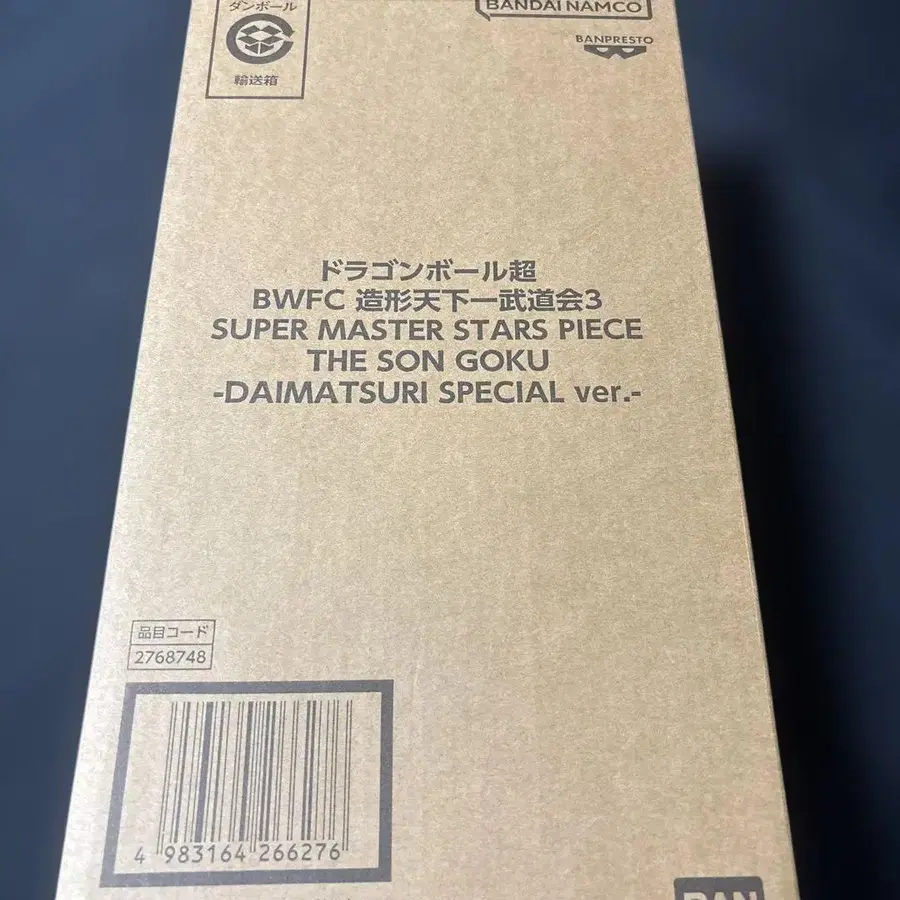 ダンボール
輸送箱
BANDAI NAMCO
BANPRESTO
ドラゴンボール超
BWFC 造形天下一武道会3
SUPER MASTER STARS PIECE
THE SON GOKU
-DAIMATSURI SPECIAL ver.-
品目コード
2768748
4 983164 266276
BAN